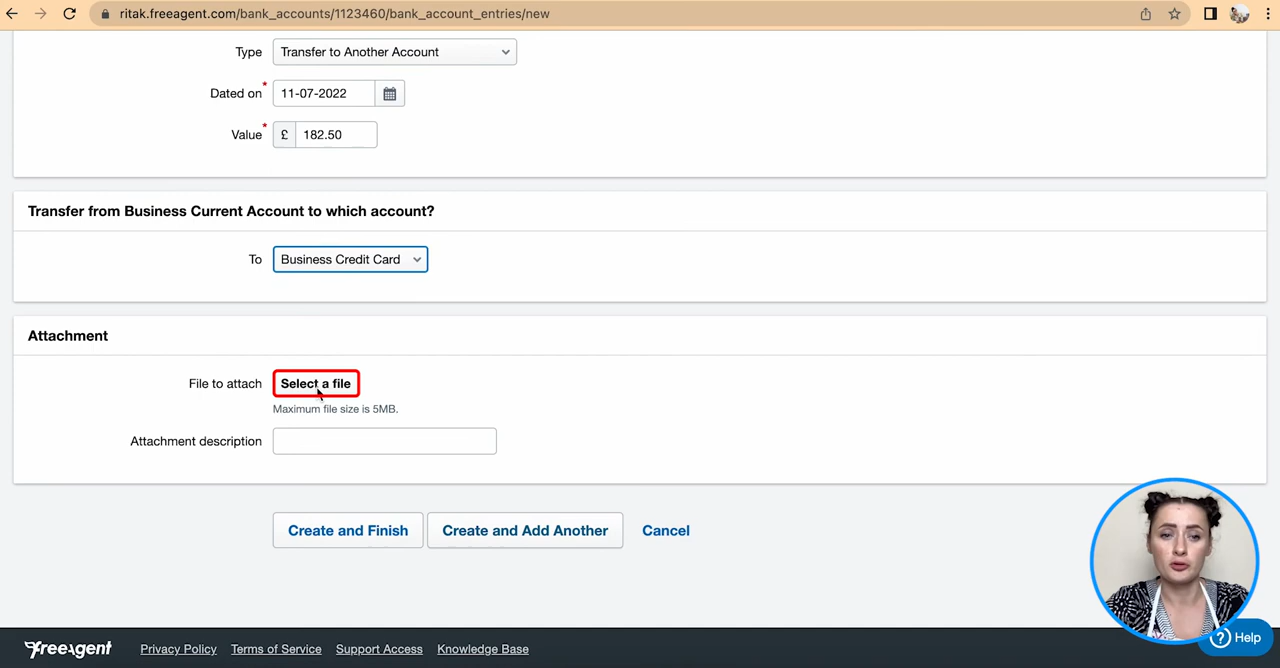 ritak.freeagent.com/bank_accounts/1123460/bank_account_entries/new
Type Transfer to Another Account
Dated on * 11-07-2022
Value * £ 182.50
Transfer from Business Current Account to which account?
To Business Credit Card
Attachment
File to attach Select a file
Maximum file size is 5MB.
Attachment description
Create and Finish Create and Add Another Cancel
? Help
freeagent Privacy Policy Terms of Service Support Access Knowledge Base